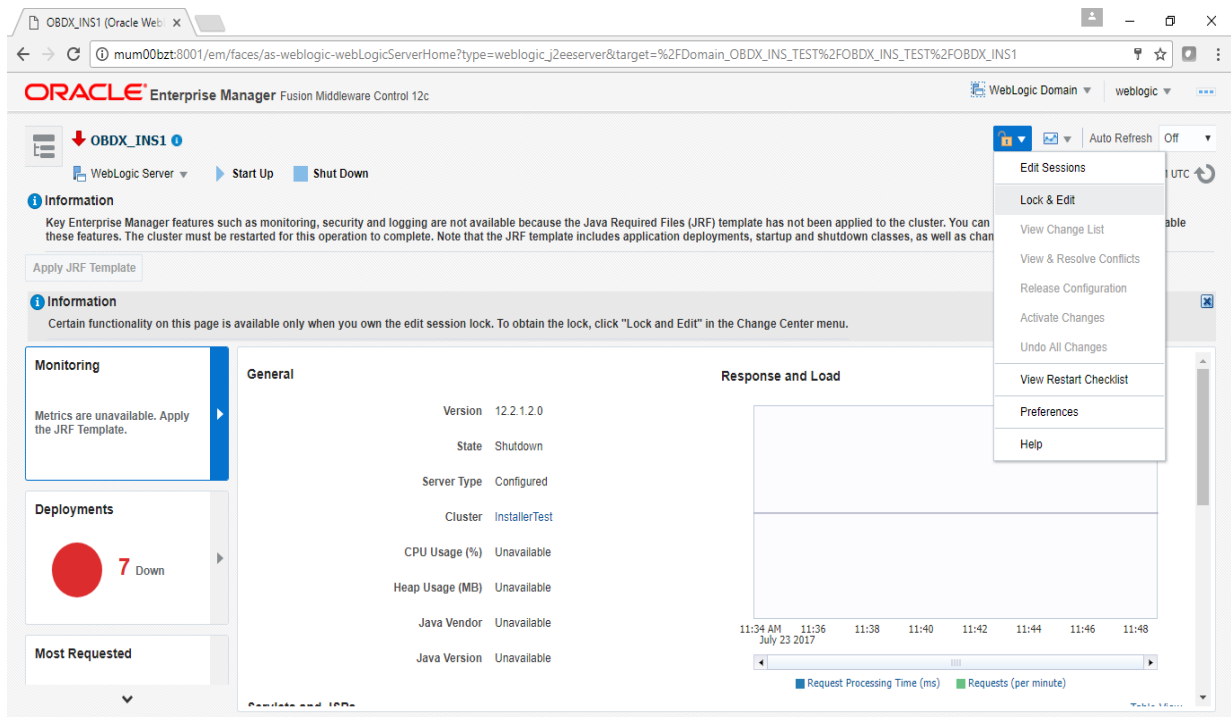 OBDX_INS1 (Oracle Web
mum00bzt:8001/em/faces/as-weblogic-webLogicServerHome?type=weblogic_j2eeserver&target=%2FDomain_OBDX_INS_TEST%2FOBDX_INS_TEST%2FOBDX_INS1
ORACLE Enterprise Manager Fusion Middleware Control 12c
WebLogic Domain
weblogic
OBDX_INS1
Auto Refresh Off
WebLogic Server
Start Up
Shut Down
UTC
Information
Key Enterprise Manager features such as monitoring, security and logging are not available because the Java Required Files (JRF) template has not been applied to the cluster. You can able
these features. The cluster must be restarted for this operation to complete. Note that the JRF template includes application deployments, startup and shutdown classes, as well as chan
Apply JRF Template
Information
Certain functionality on this page is available only when you own the edit session lock. To obtain the lock, click "Lock and Edit" in the Change Center menu.
Edit Sessions
Lock & Edit
View Change List
View & Resolve Conflicts
Release Configuration
Activate Changes
Undo All Changes
View Restart Checklist
Preferences
Help
Monitoring
Metrics are unavailable. Apply
the JRF Template.
Deployments
7 Down
Most Requested
General
Version 12.2.1.2.0
State Shutdown
Server Type Configured
Cluster InstallerTest
CPU Usage (%) Unavailable
Heap Usage (MB) Unavailable
Java Vendor Unavailable
Java Version Unavailable
Servlets and JSPs
Response and Load
11:34 AM 11:36 11:38 11:40 11:42 11:44 11:46 11:48
July 23 2017
Request Processing Time (ms) Requests (per minute)
Table View